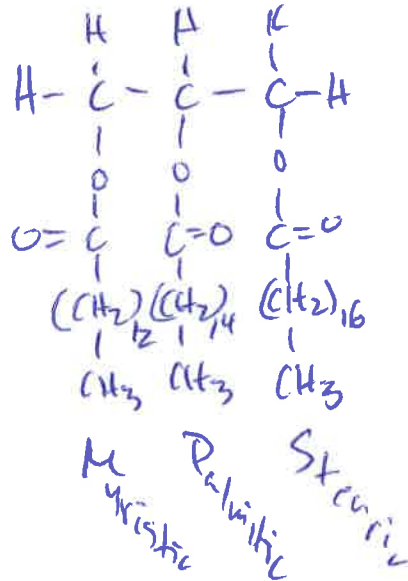 H H H
H - C - C - C - H
O O O
O = C C = O C = O
(CH2)12 (CH2)14 (CH2)16
CH3 CH3 CH3
Myristic Palmitic Stearic